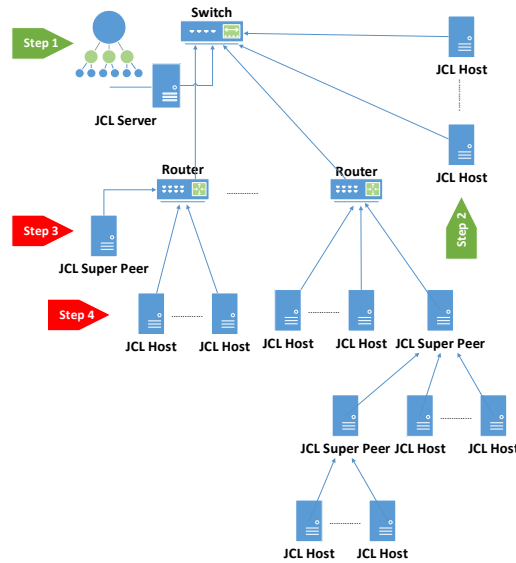 Switch
Step 1
JCL Host
JCL Server
JCL Host
Router
Router
Step 2
Step 3
JCL Super Peer
Step 4
JCL Host
JCL Host
JCL Host
JCL Host
JCL Super Peer
JCL Super Peer
JCL Host
JCL Host
JCL Host
JCL Host